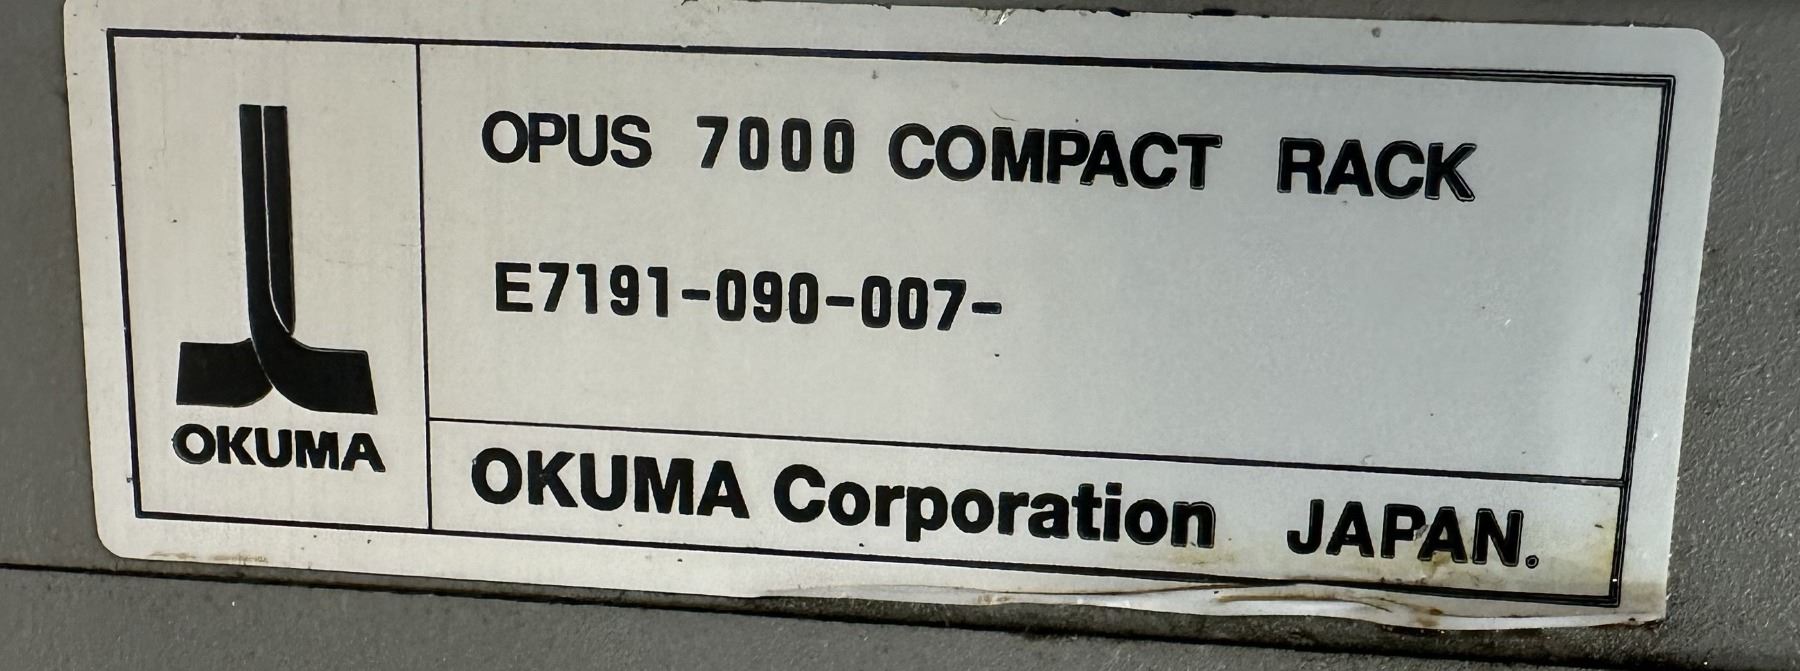 OPUS 7000 COMPACT RACK
E7191-090-007-
OKUMA
OKUMA Corporation JAPAN.